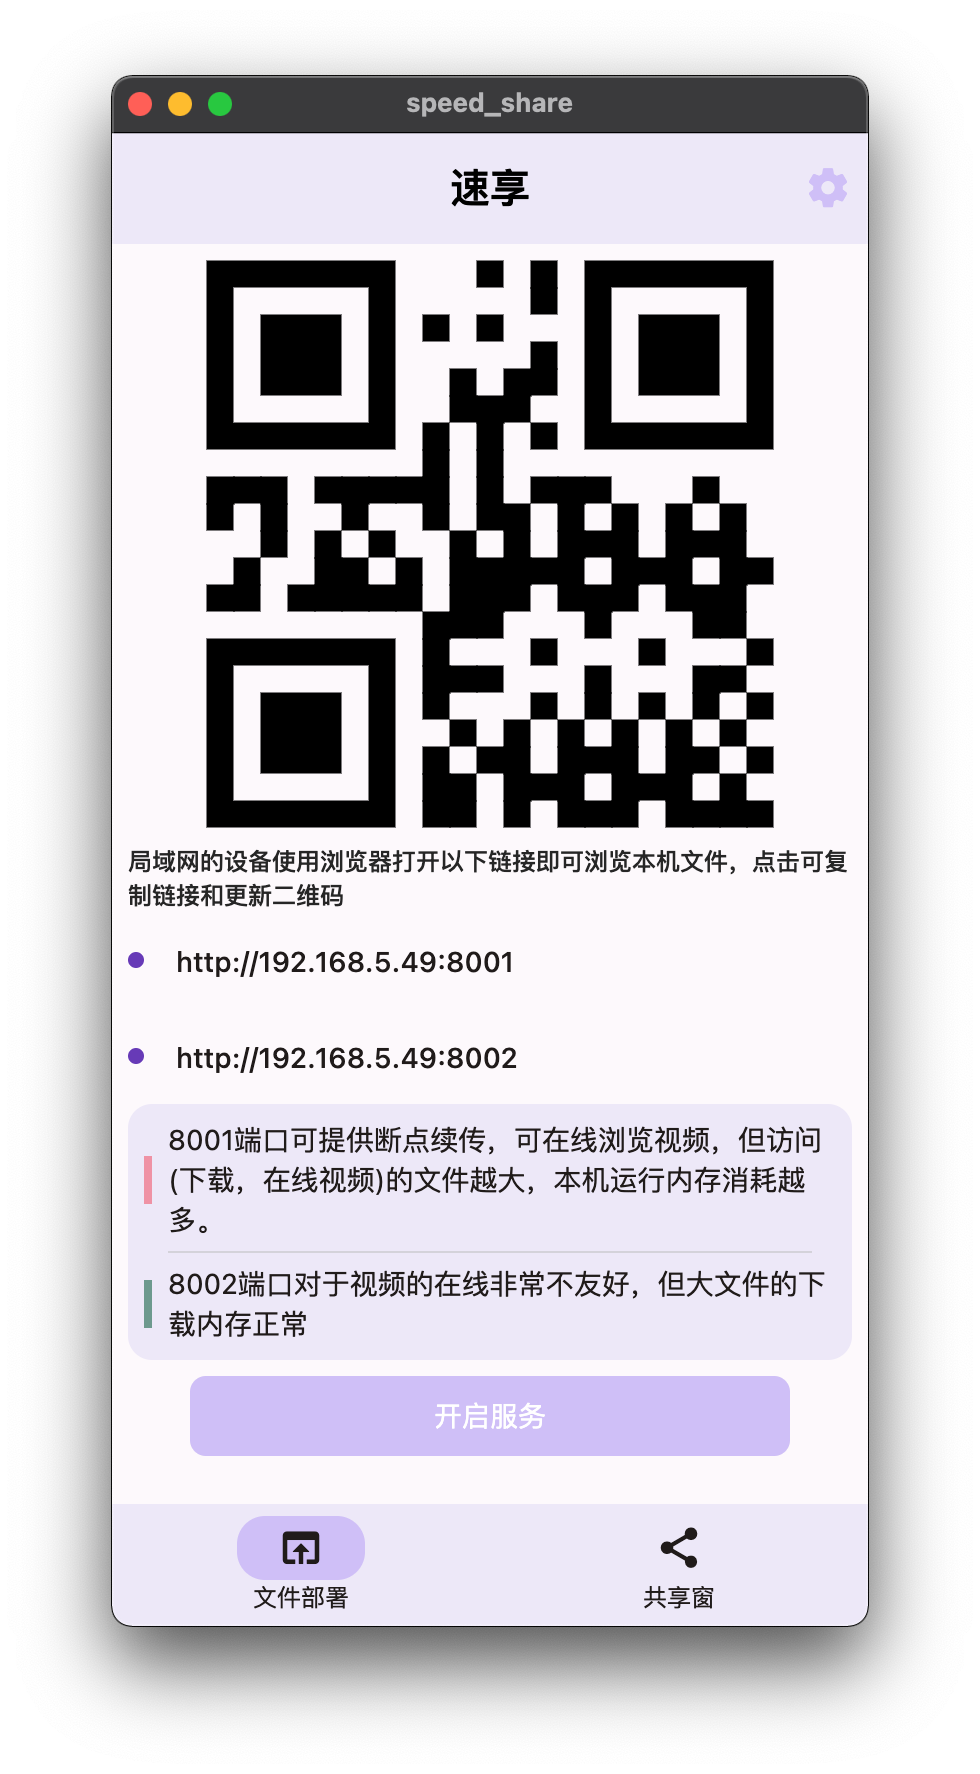 speed_share
速享
局域网的设备使用浏览器打开以下链接即可浏览本机文件，点击可复
制链接和更新二维码
http://192.168.5.49:8001
http://192.168.5.49:8002
8001端口可提供断点续传，可在线浏览视频，但访问
(下载，在线视频)的文件越大，本机运行内存消耗越
多。
8002端口对于视频的在线非常不友好，但大文件的下
载内存正常
开启服务
文件部署
共享窗